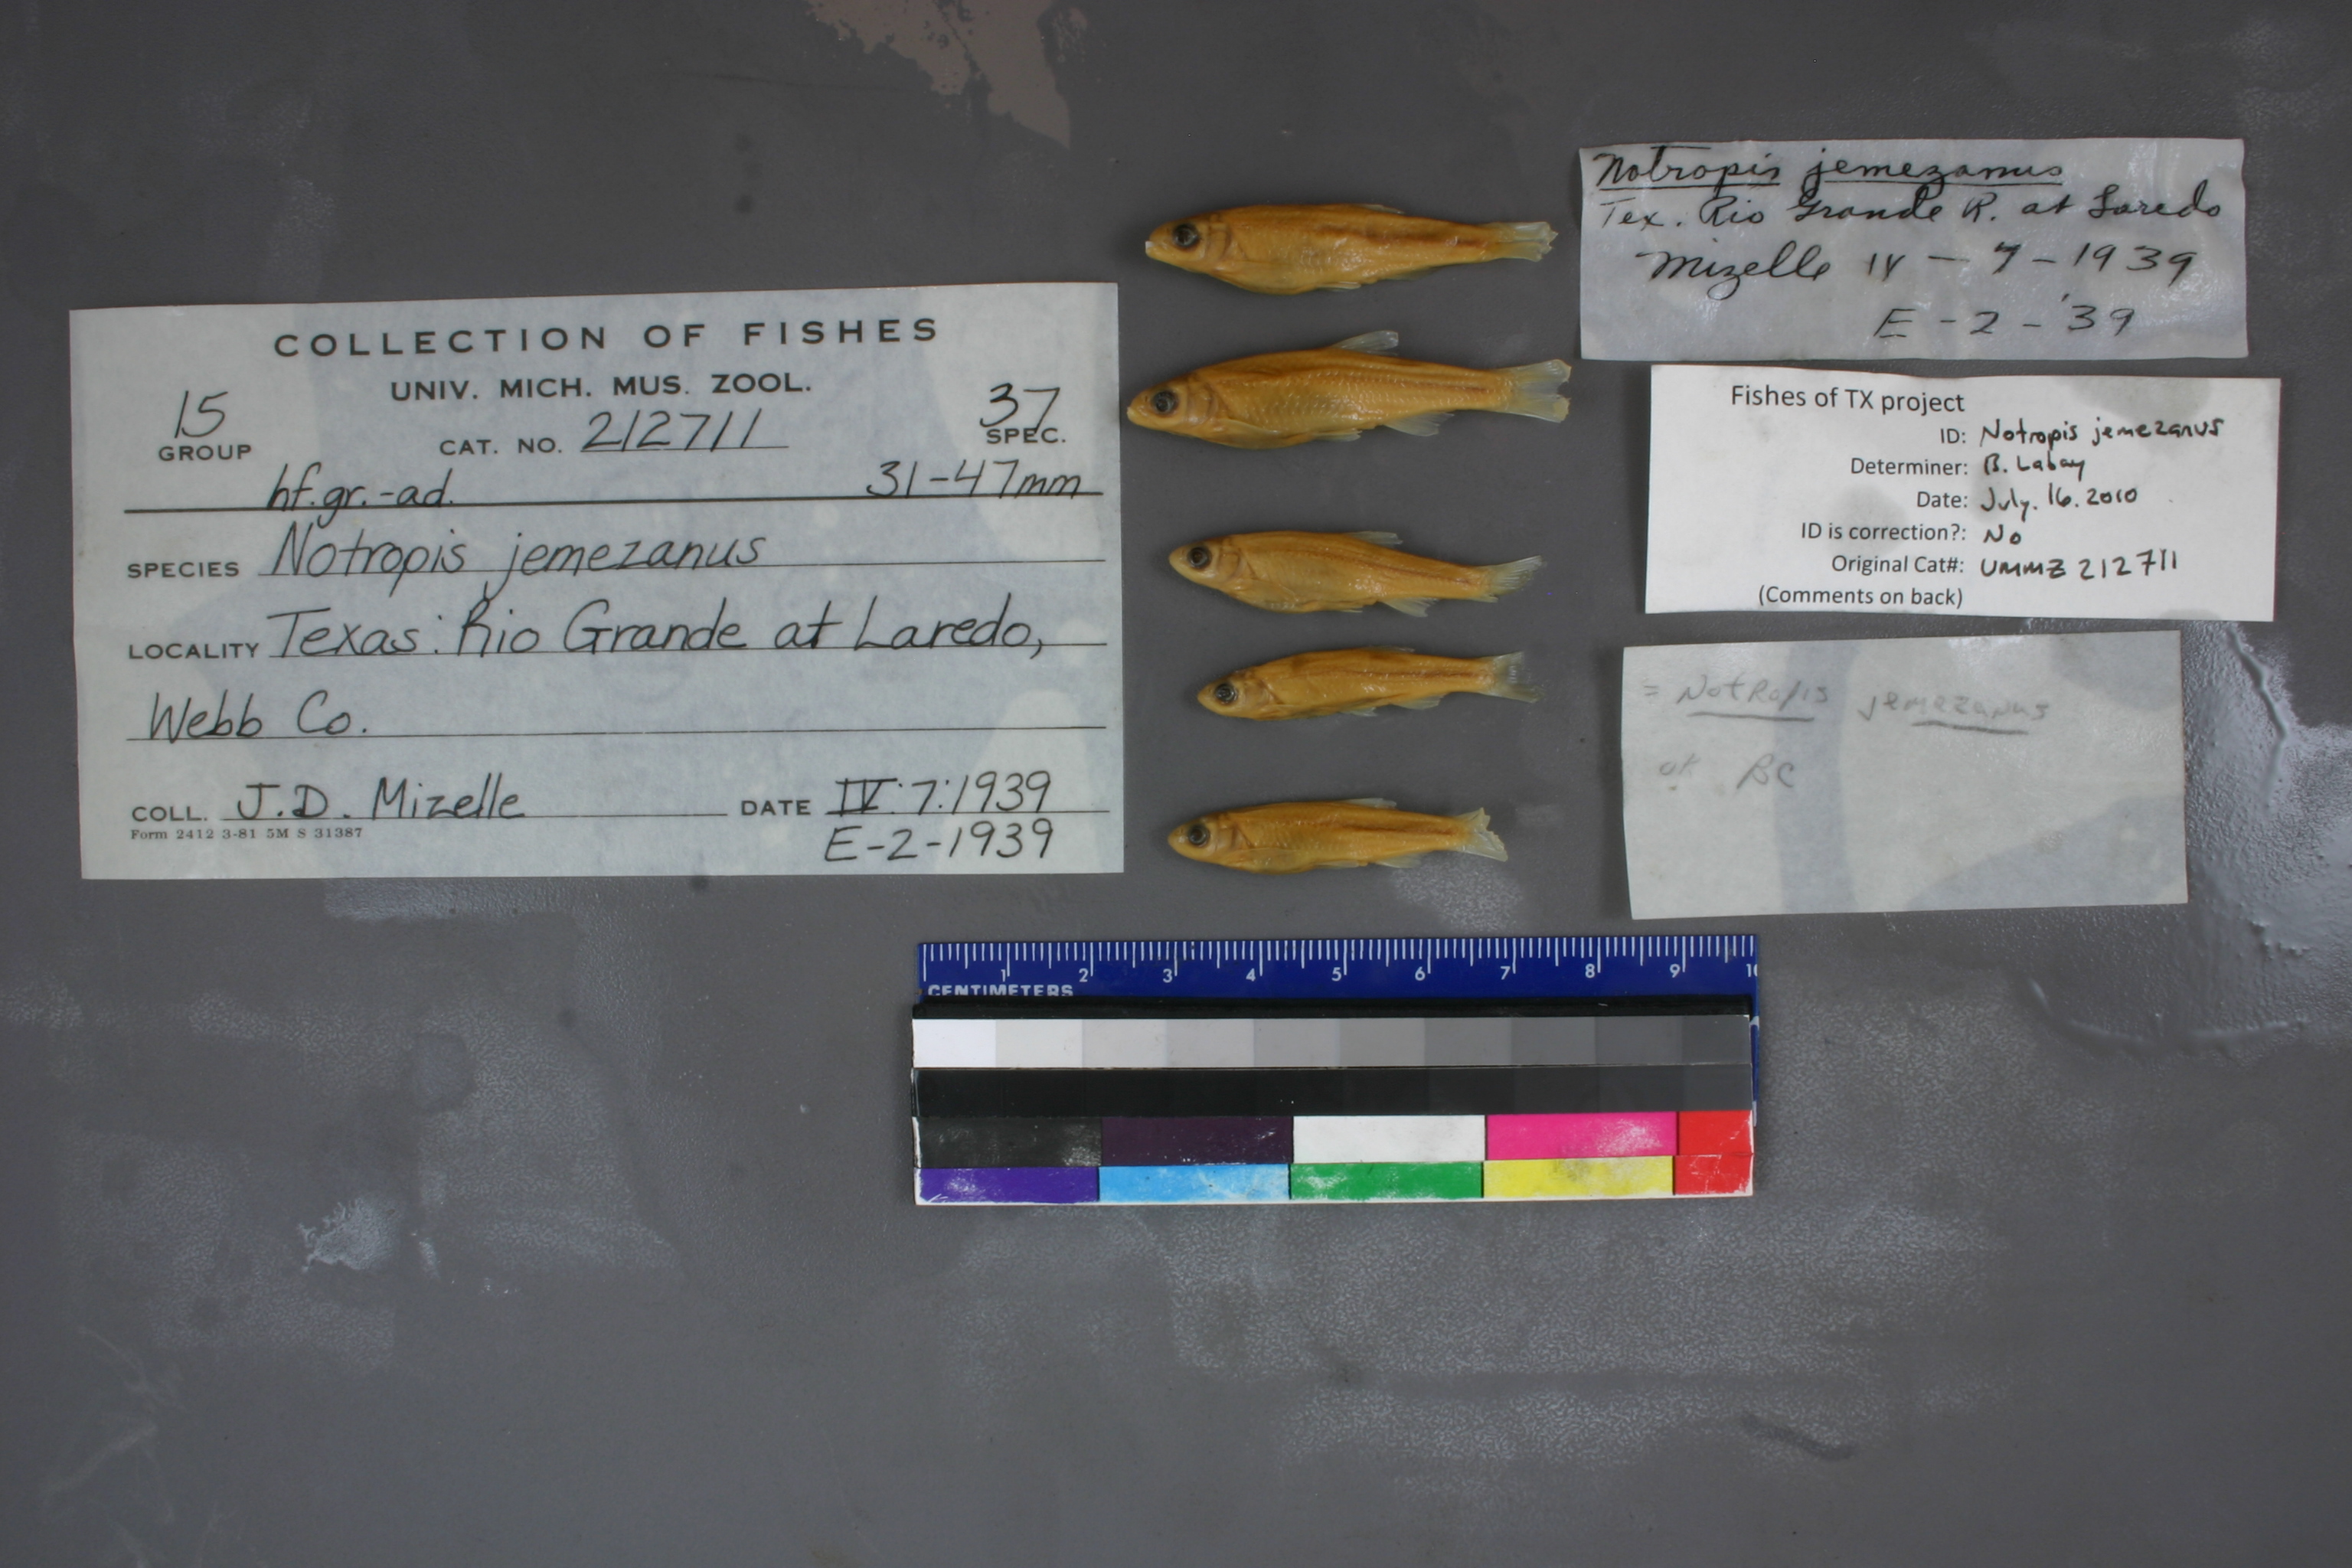 COLLECTION OF FISHES
UNIV. MICH. MUS. ZOOL.
15 GROUP
CAT. NO. 212711
37 SPEC.
hf.gr.-ad. 31-47mm
SPECIES Notropis jemezanus
LOCALITY Texas: Rio Grande at Laredo,
Webb Co.
COLL. J.D. Mizelle DATE IV:7:1939
Form 2412 3-81 5M S 31387
E-2-1939
Notropis jemezanus
Tex. Rio Grande R. at Laredo
Mizelle IV-7-1939
E-2-'39
Fishes of TX project
ID: Notropis jemezanus
Determiner: B. Labay
Date: July. 16. 2010
ID is correction?: No
Original Cat#: UMMZ 212711
(Comments on back)
= Notropis jemezanus
ok BC
1 2 3 4 5 6 7 8 9 1
CENTIMETERS